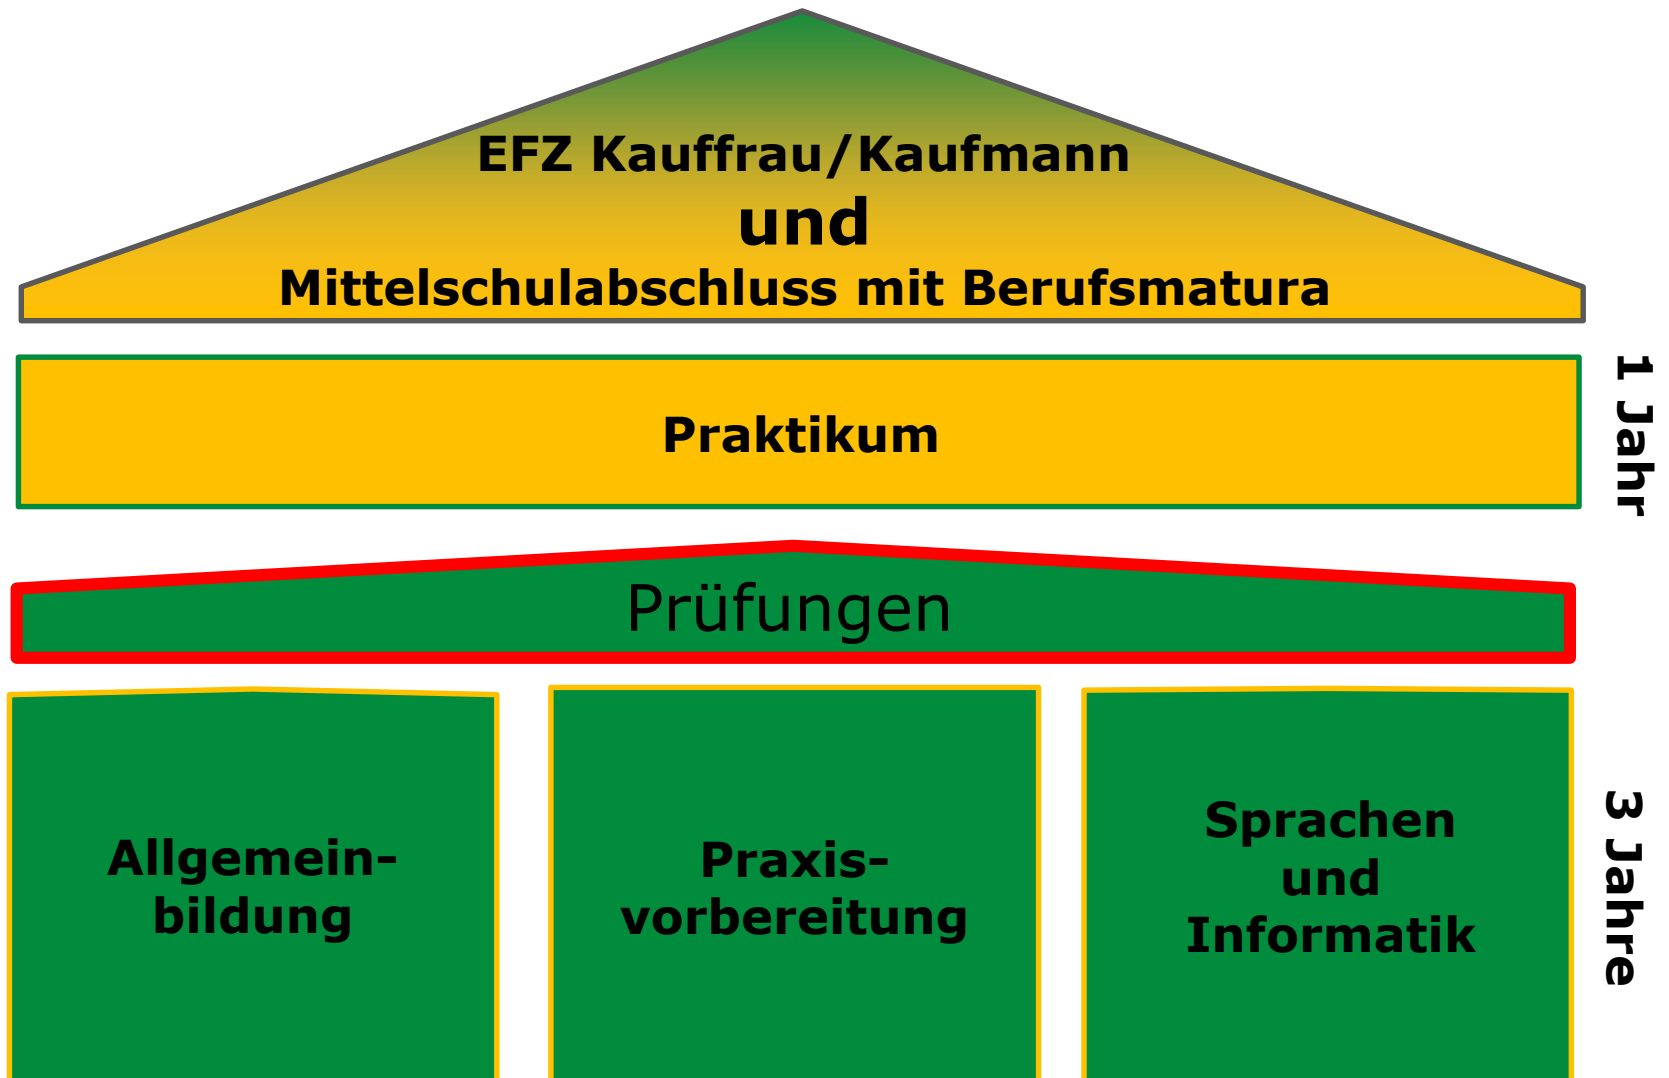 EFZ Kauffrau/Kaufmann
und
Mittelschulabschluss mit Berufsmatura
Praktikum
1 Jahr
Prüfungen
Allgemein-
bildung
Praxis-
vorbereitung
Sprachen
und
Informatik
3 Jahre